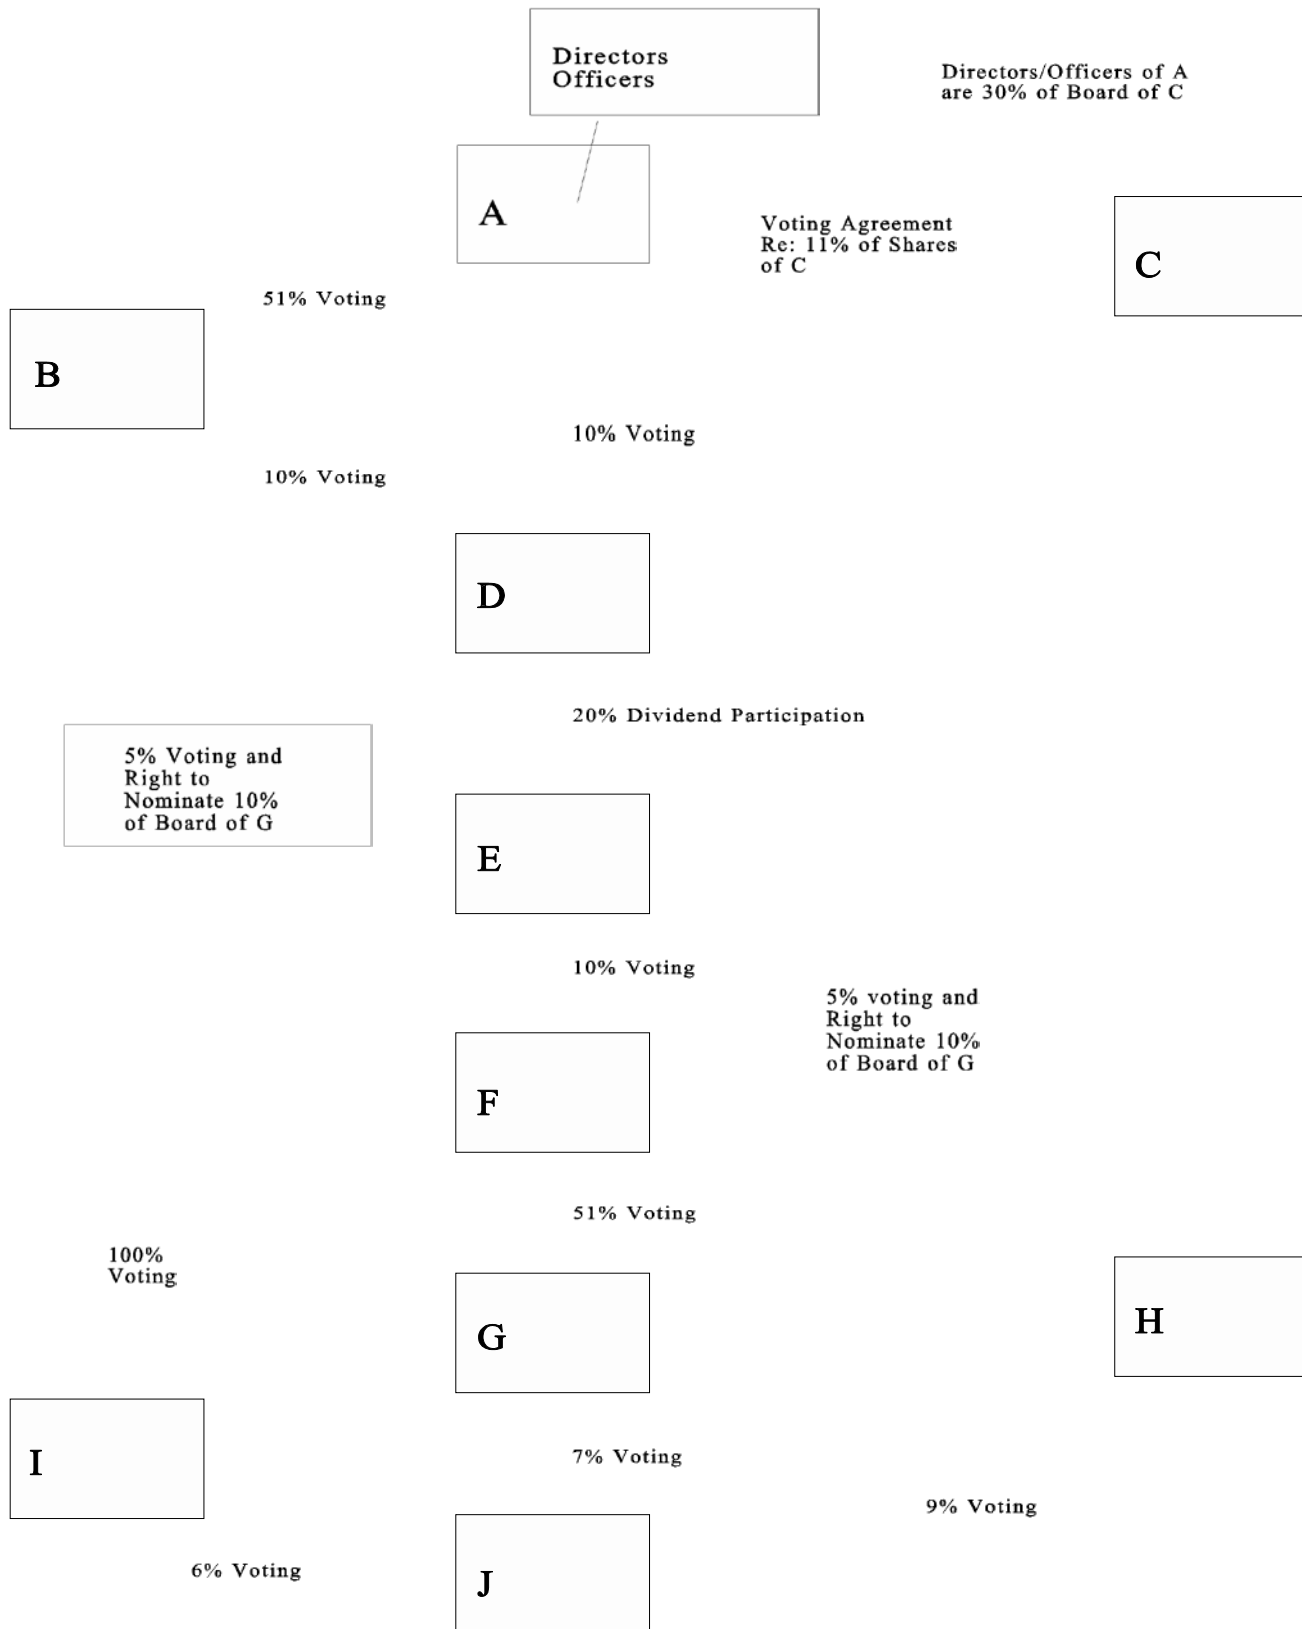 Directors
Officers
Directors/Officers of A
are 30% of Board of C
A
Voting Agreement
Re: 11% of Shares
of C
C
51% Voting
B
10% Voting
10% Voting
D
20% Dividend Participation
5% Voting and
Right to
Nominate 10%
of Board of G
E
10% Voting
5% voting and
Right to
Nominate 10%
of Board of G
F
51% Voting
100%
Voting
G
H
I
7% Voting
9% Voting
6% Voting
J